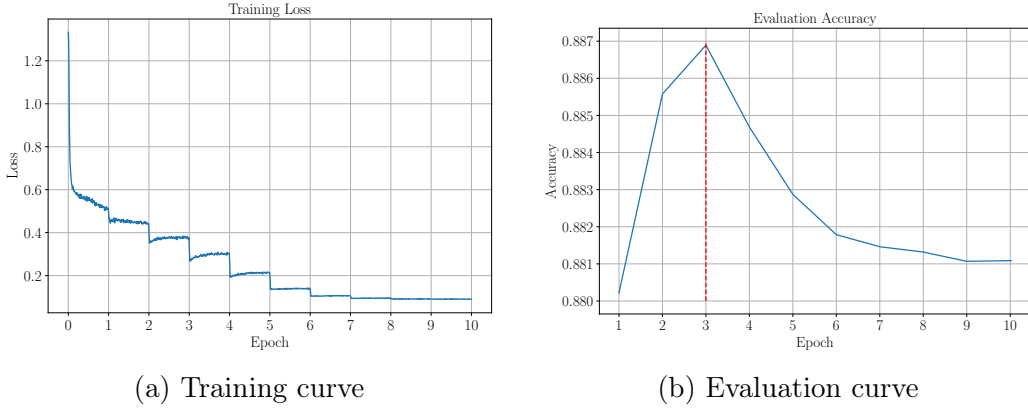 Training Loss
1.2
1.0
0.8
0.6
0.4
0.2
Loss
0 1 2 3 4 5 6 7 8 9 10
Epoch
(a) Training curve
Evaluation Accuracy
0.887
0.886
0.885
0.884
0.883
0.882
0.881
0.880
Accuracy
1 2 3 4 5 6 7 8 9 10
Epoch
(b) Evaluation curve